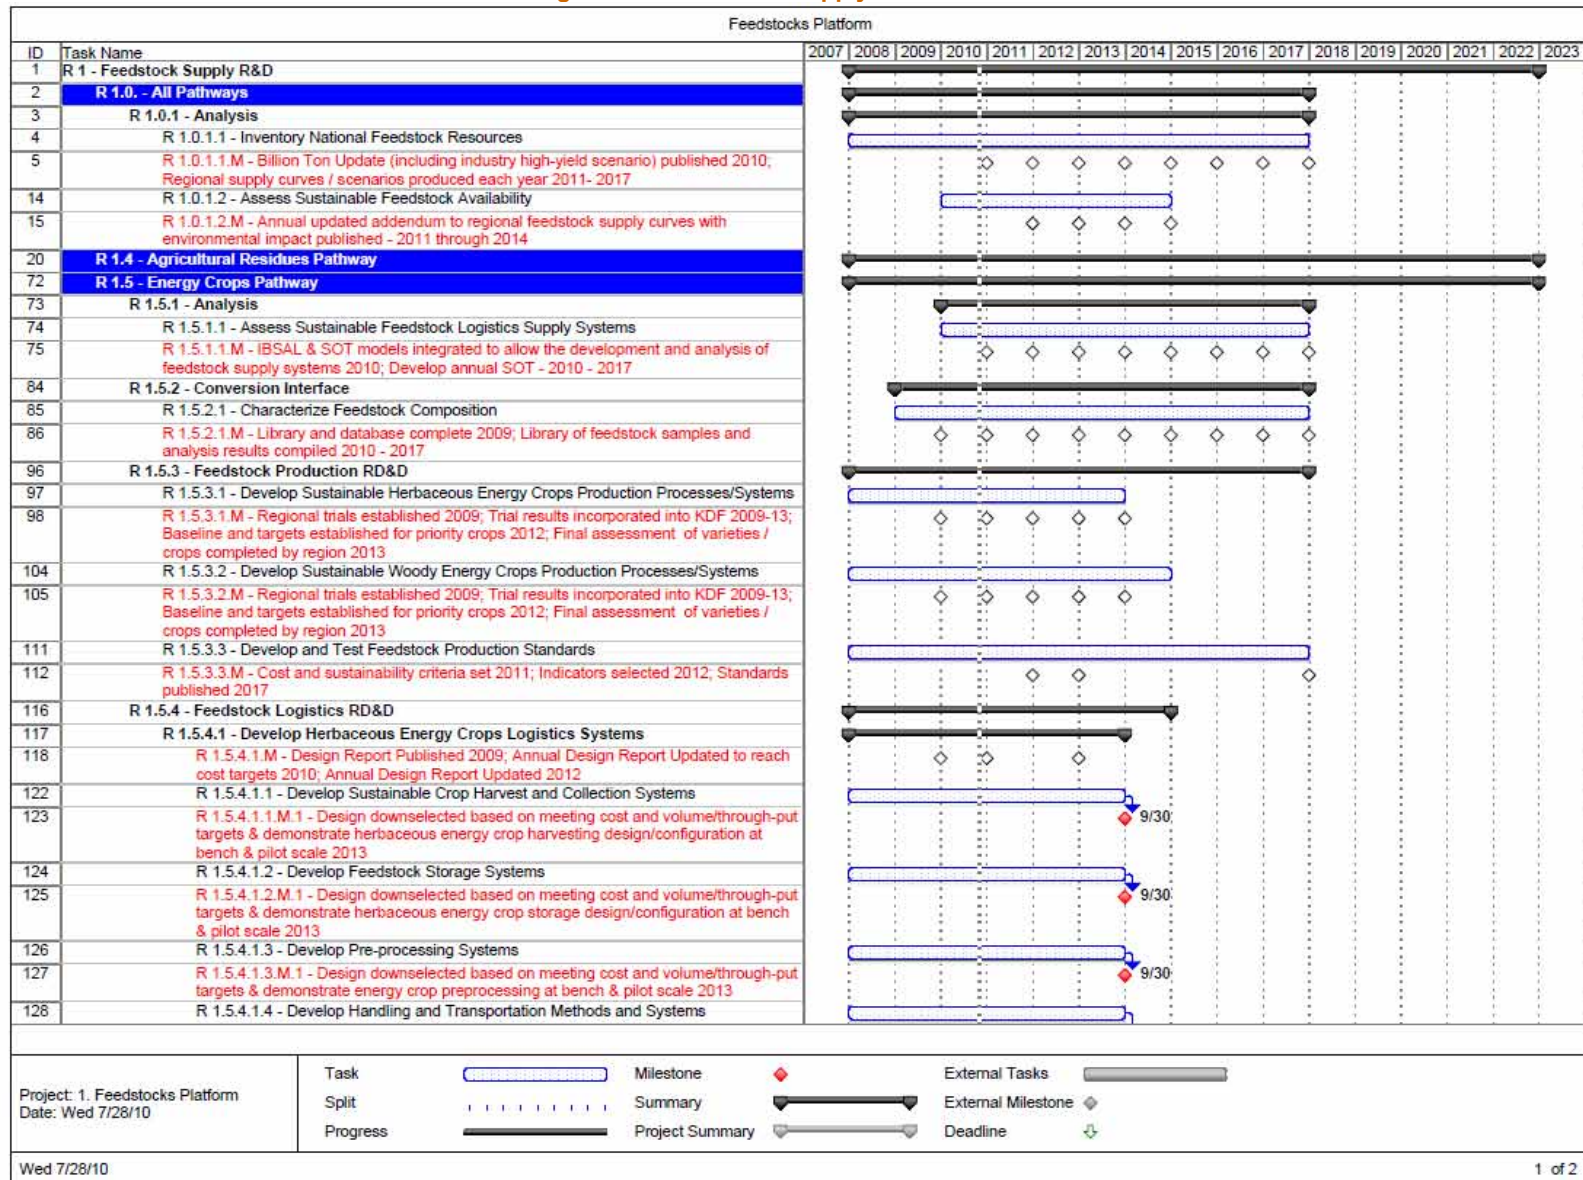 Feedstocks Platform
ID Task Name 2007 2008 2009 2010 2011 2012 2013 2014 2015 2016 2017 2018 2019 2020 2021 2022 2023
1 R 1 - Feedstock Supply R&D
2 R 1.0. - All Pathways
3 R 1.0.1 - Analysis
4 R 1.0.1.1 - Inventory National Feedstock Resources
5 R 1.0.1.1.M - Billion Ton Update (including industry high-yield scenario) published 2010;
Regional supply curves / scenarios produced each year 2011- 2017
14 R 1.0.1.2 - Assess Sustainable Feedstock Availability
15 R 1.0.1.2.M - Annual updated addendum to regional feedstock supply curves with
environmental impact published - 2011 through 2014
20 R 1.4 - Agricultural Residues Pathway
72 R 1.5 - Energy Crops Pathway
73 R 1.5.1 - Analysis
74 R 1.5.1.1 - Assess Sustainable Feedstock Logistics Supply Systems
75 R 1.5.1.1.M - IBSAL & SOT models integrated to allow the development and analysis of
feedstock supply systems 2010; Develop annual SOT - 2010 - 2017
84 R 1.5.2 - Conversion Interface
85 R 1.5.2.1 - Characterize Feedstock Composition
86 R 1.5.2.1.M - Library and database complete 2009; Library of feedstock samples and
analysis results compiled 2010 - 2017
96 R 1.5.3 - Feedstock Production RD&D
97 R 1.5.3.1 - Develop Sustainable Herbaceous Energy Crops Production Processes/Systems
98 R 1.5.3.1.M - Regional trials established 2009; Trial results incorporated into KDF 2009-13;
Baseline and targets established for priority crops 2012; Final assessment of varieties /
crops completed by region 2013
104 R 1.5.3.2 - Develop Sustainable Woody Energy Crops Production Processes/Systems
105 R 1.5.3.2.M - Regional trials established 2009; Trial results incorporated into KDF 2009-13;
Baseline and targets established for priority crops 2012; Final assessment of varieties /
crops completed by region 2013
111 R 1.5.3.3 - Develop and Test Feedstock Production Standards
112 R 1.5.3.3.M - Cost and sustainability criteria set 2011; Indicators selected 2012; Standards
published 2017
116 R 1.5.4 - Feedstock Logistics RD&D
117 R 1.5.4.1 - Develop Herbaceous Energy Crops Logistics Systems
118 R 1.5.4.1.M - Design Report Published 2009; Annual Design Report Updated to reach
cost targets 2010; Annual Design Report Updated 2012
122 R 1.5.4.1.1 - Develop Sustainable Crop Harvest and Collection Systems
123 R 1.5.4.1.1.M.1 - Design downselected based on meeting cost and volume/through-put 9/30
targets & demonstrate herbaceous energy crop harvesting design/configuration at
bench & pilot scale 2013
124 R 1.5.4.1.2 - Develop Feedstock Storage Systems
125 R 1.5.4.1.2.M.1 - Design downselected based on meeting cost and volume/through-put 9/30
targets & demonstrate herbaceous energy crop storage design/configuration at bench
& pilot scale 2013
126 R 1.5.4.1.3 - Develop Pre-processing Systems
127 R 1.5.4.1.3.M.1 - Design downselected based on meeting cost and volume/through-put 9/30
targets & demonstrate energy crop preprocessing at bench & pilot scale 2013
128 R 1.5.4.1.4 - Develop Handling and Transportation Methods and Systems
Project: 1. Feedstocks Platform
Date: Wed 7/28/10
Task Milestone External Tasks
Split Summary External Milestone
Progress Project Summary Deadline
Wed 7/28/10 1 of 2